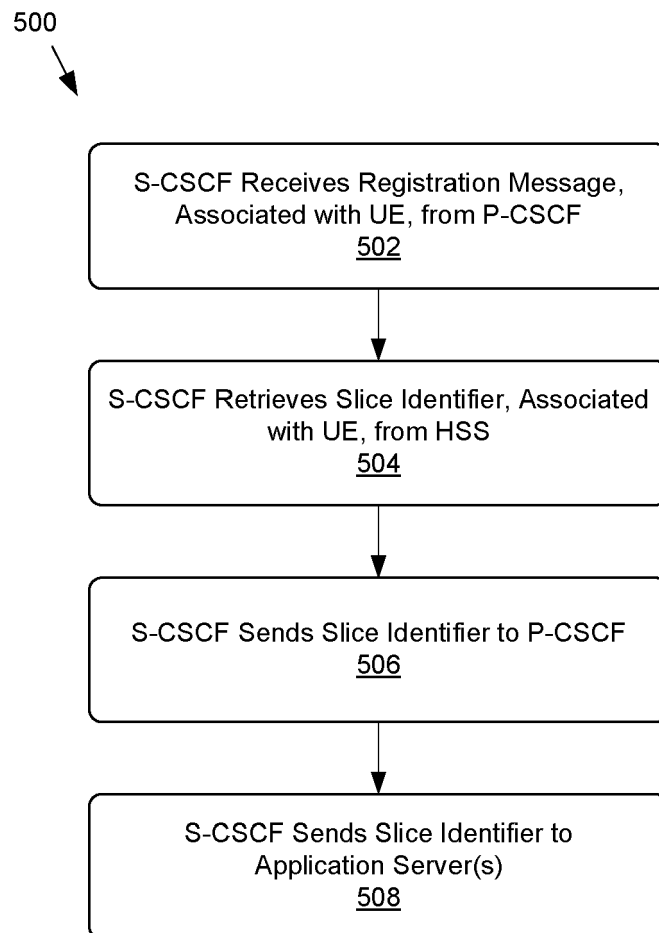 500
S-CSCF Receives Registration Message,
Associated with UE, from P-CSCF
502
S-CSCF Retrieves Slice Identifier, Associated
with UE, from HSS
504
S-CSCF Sends Slice Identifier to P-CSCF
506
S-CSCF Sends Slice Identifier to
Application Server(s)
508